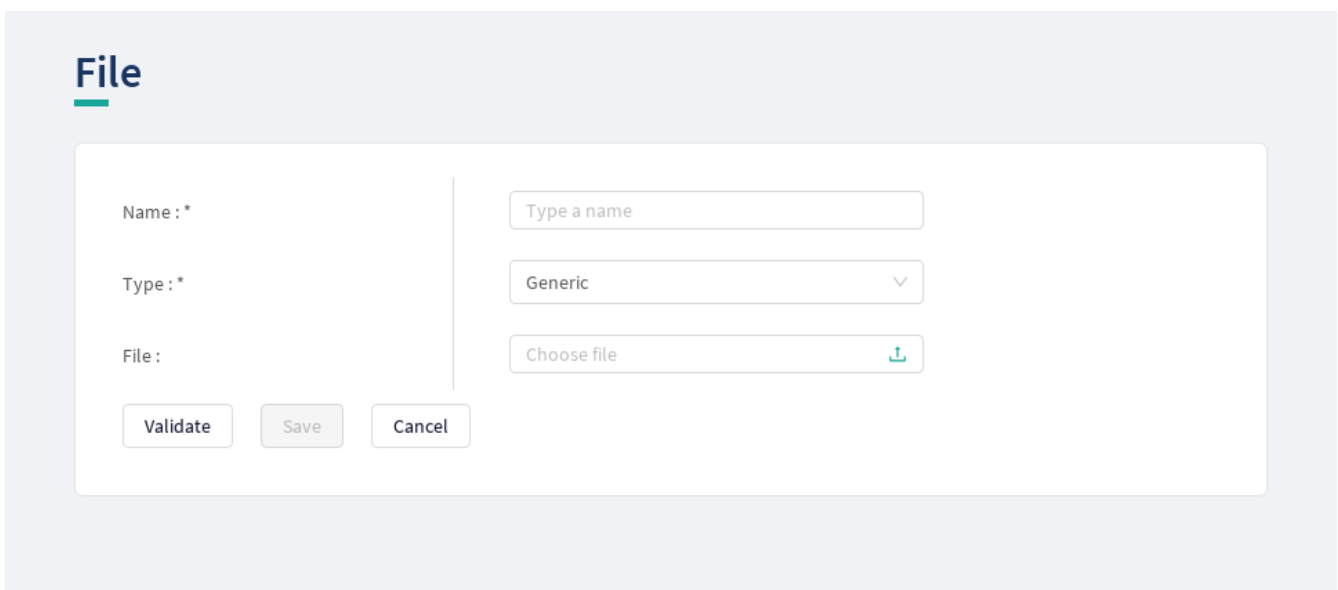 File
Name : *
Type a name
Type : *
Generic
File :
Choose file
Validate Save Cancel